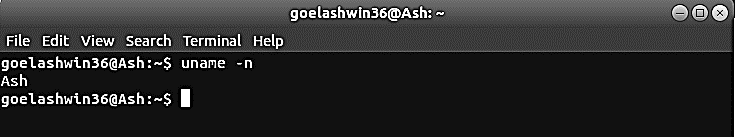 goelashwin36@Ash: ~
File Edit View Search Terminal Help
goelashwin36@Ash:~$ uname -n
Ash
goelashwin36@Ash:~$